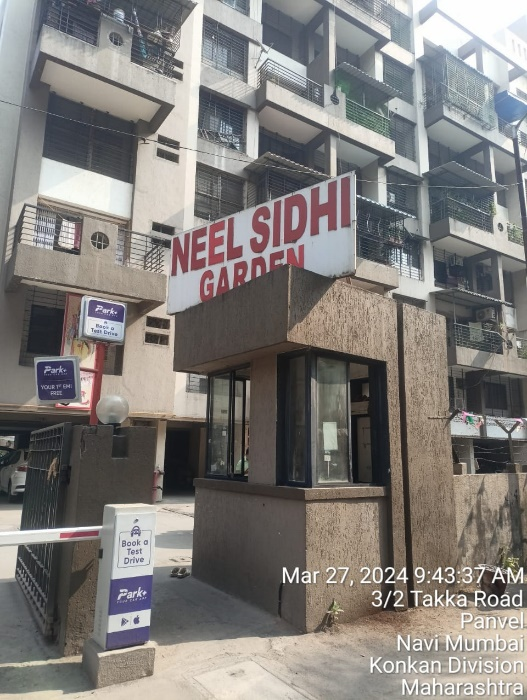 NEEL SIDHI
GARDEN
Park+
Book a
Test Drive
Park+
YOUR 1ST EMI
FREE
Book a
Test
Drive
Park+
Mar 27, 2024 9:43:37 AM
3/2 Takka Road
Panvel
Navi Mumbai
Konkan Division
Maharashtra